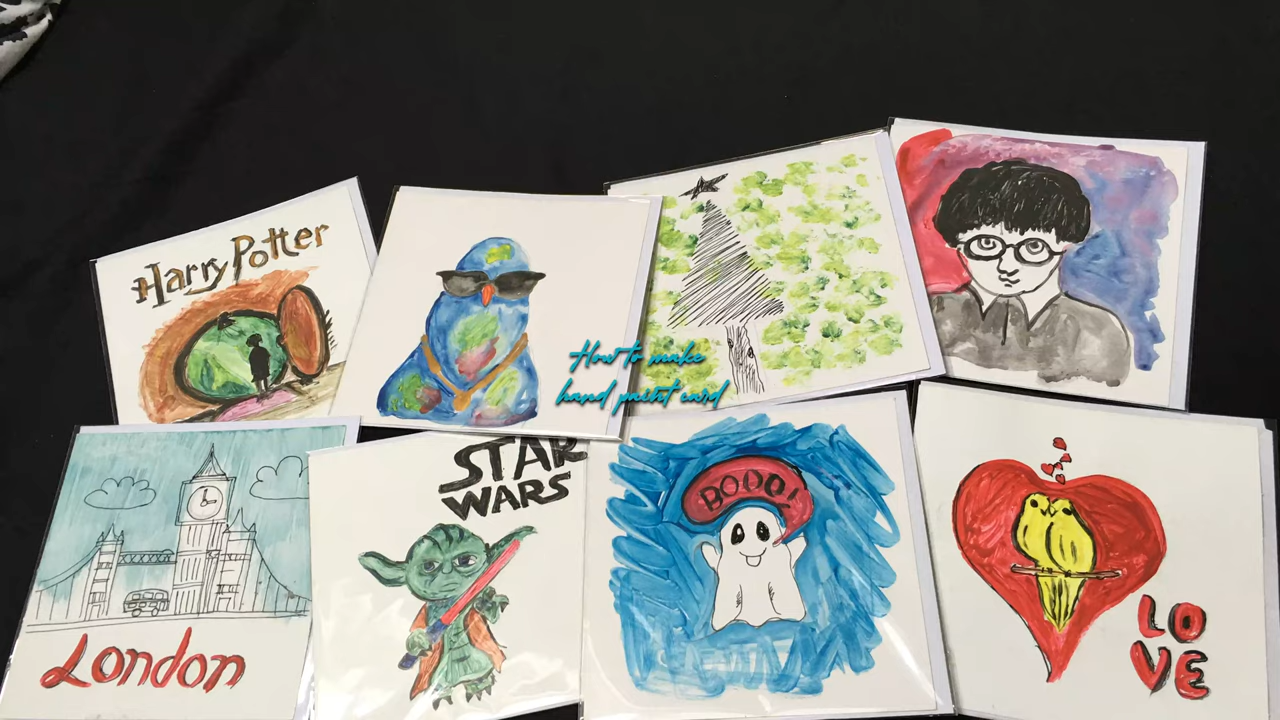 Harry Potter
How to make
hand paint card
STAR
WARS
BOOO!
London
LO
VE